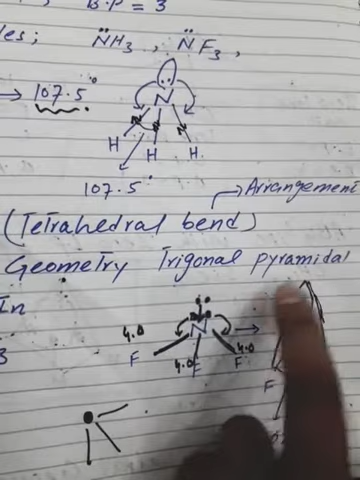 B.P = 3
les; N̈H3 , N̈F3 ,
→ 107.5°
N
H H H
107.5°
→ Arrangement
(Tetrahedral bend)
Geometry Trigonal pyramidal
In
3
N →
4.0 4.0 4.0
F F F
F